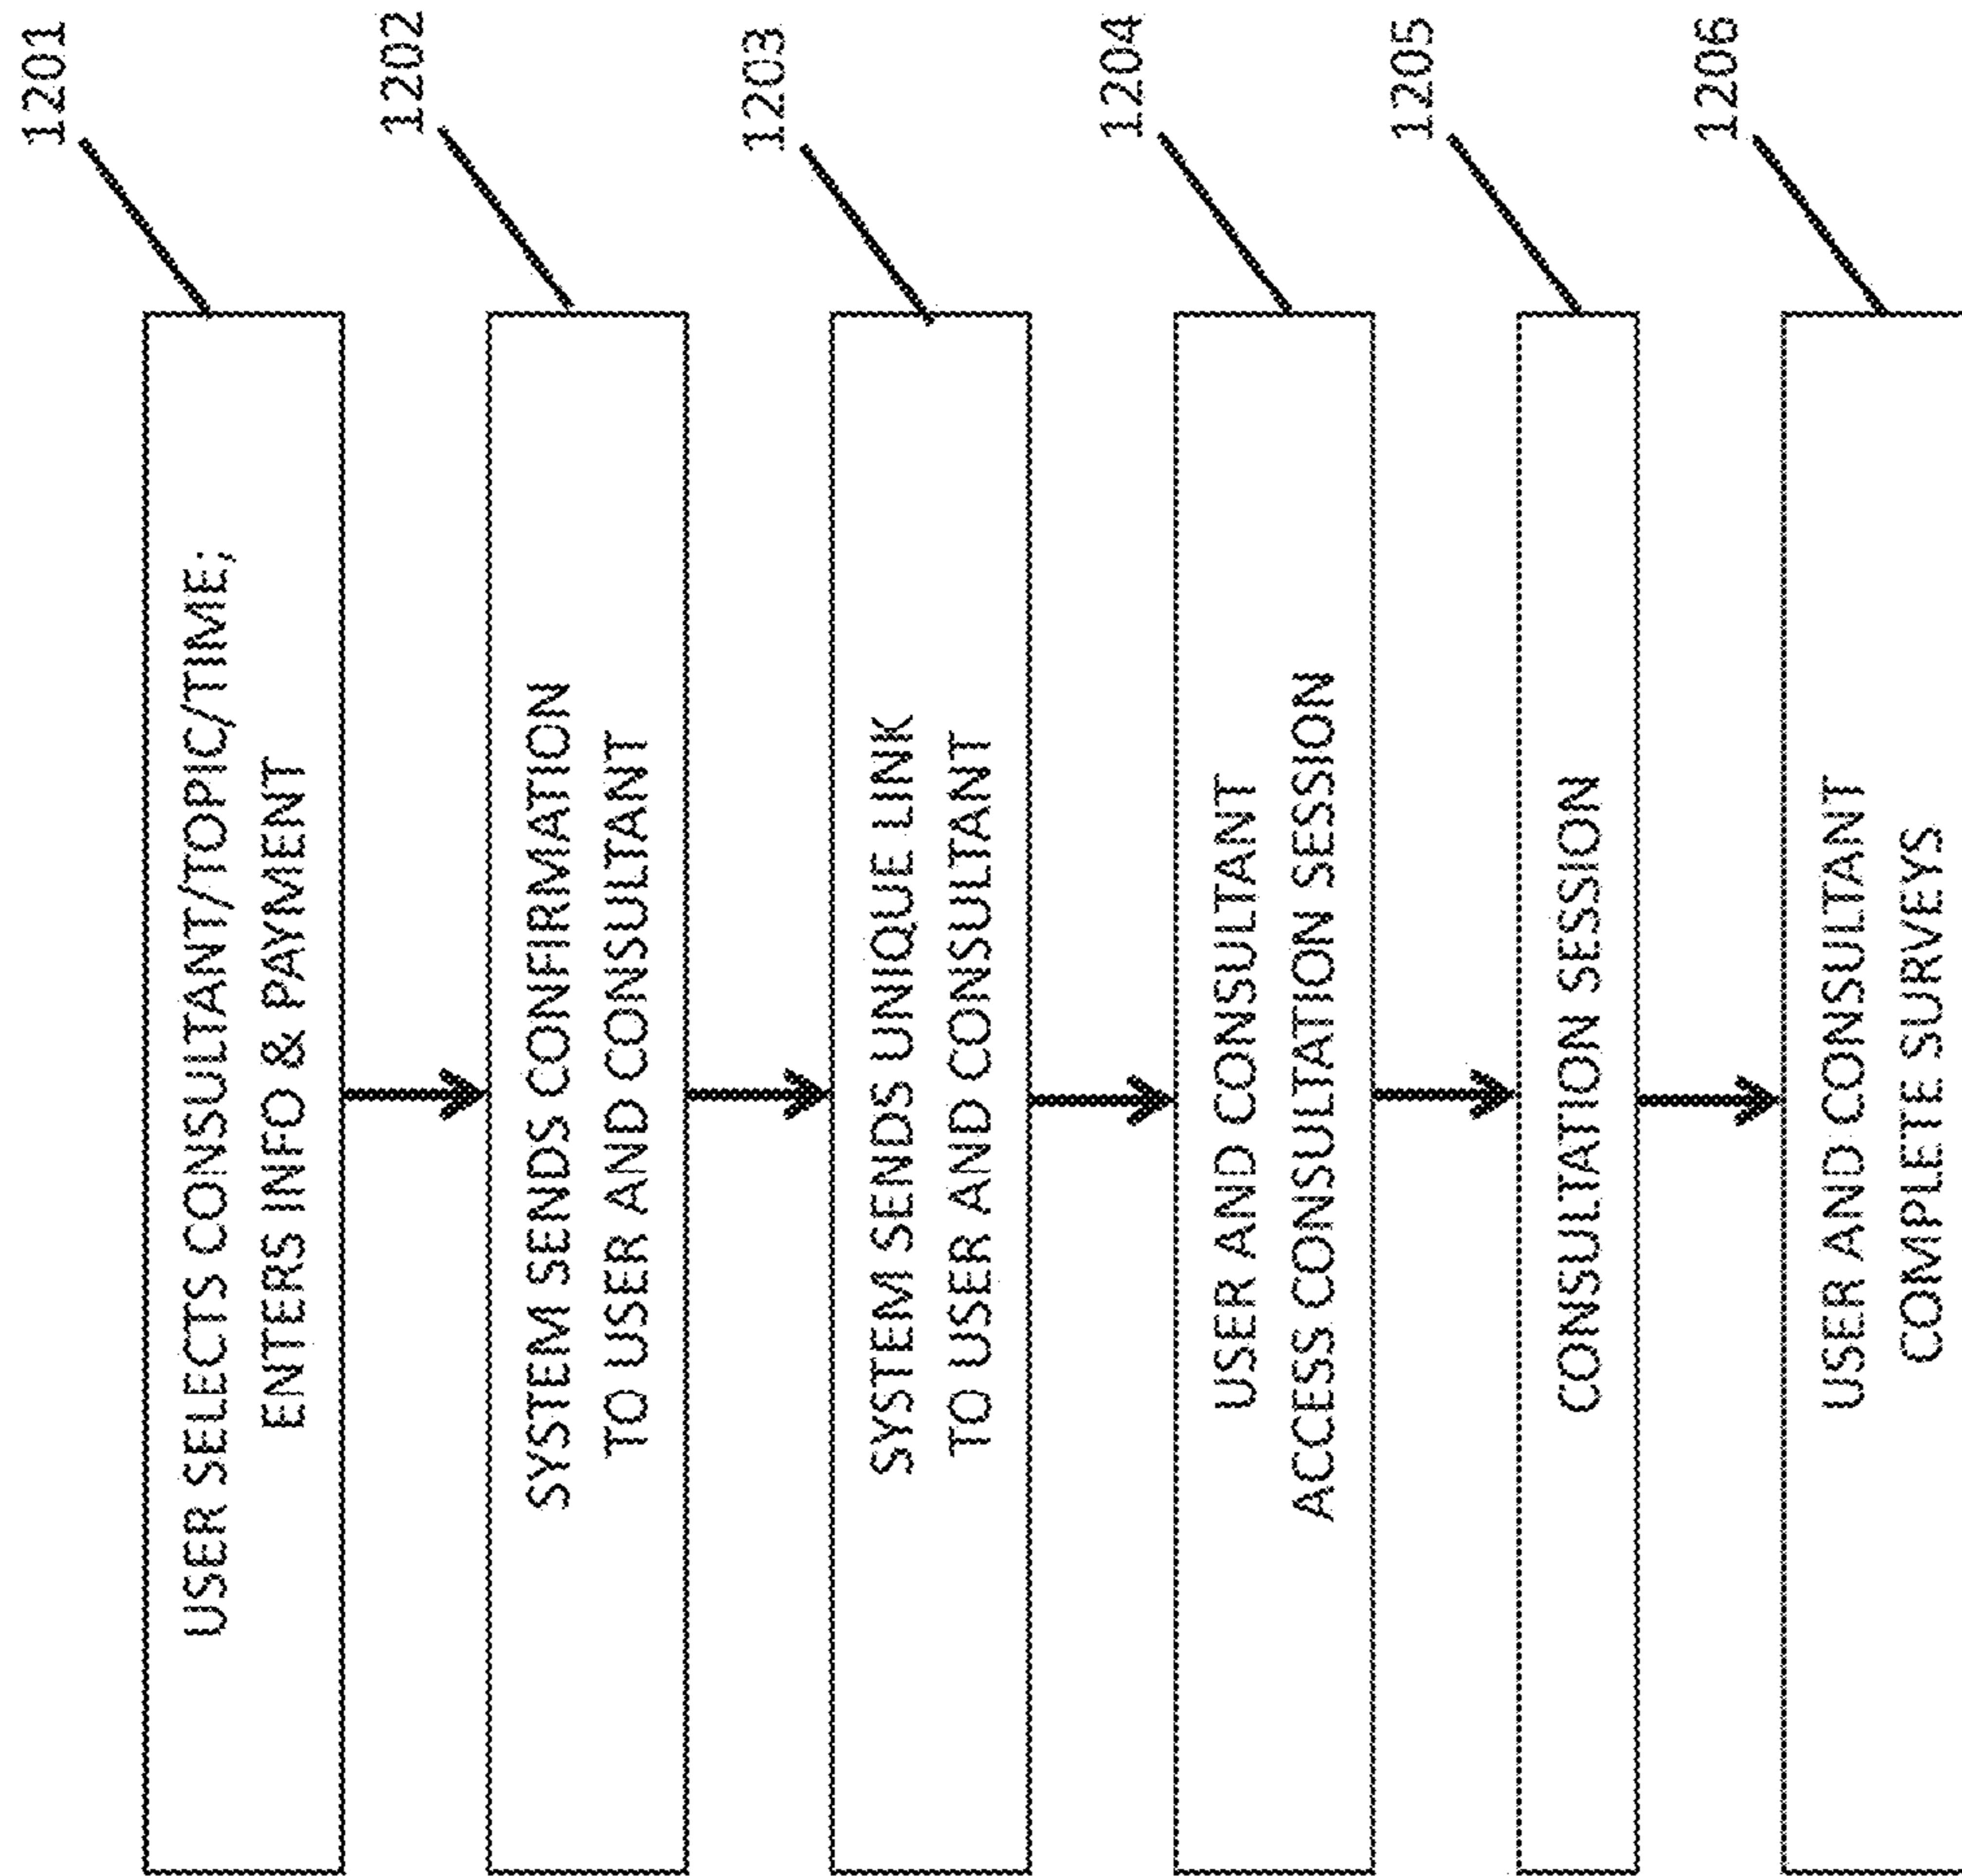 1201
USER SELECTS CONSULTANT/TOPIC/TIME;
ENTERS INFO & PAYMENT
1202
SYSTEM SENDS CONFIRMATION
TO USER AND CONSULTANT
1203
SYSTEM SENDS UNIQUE LINK
TO USER AND CONSULTANT
1204
USER AND CONSULTANT
ACCESS CONSULTATION SESSION
1205
CONSULTATION SESSION
1206
USER AND CONSULTANT
COMPLETE SURVEYS